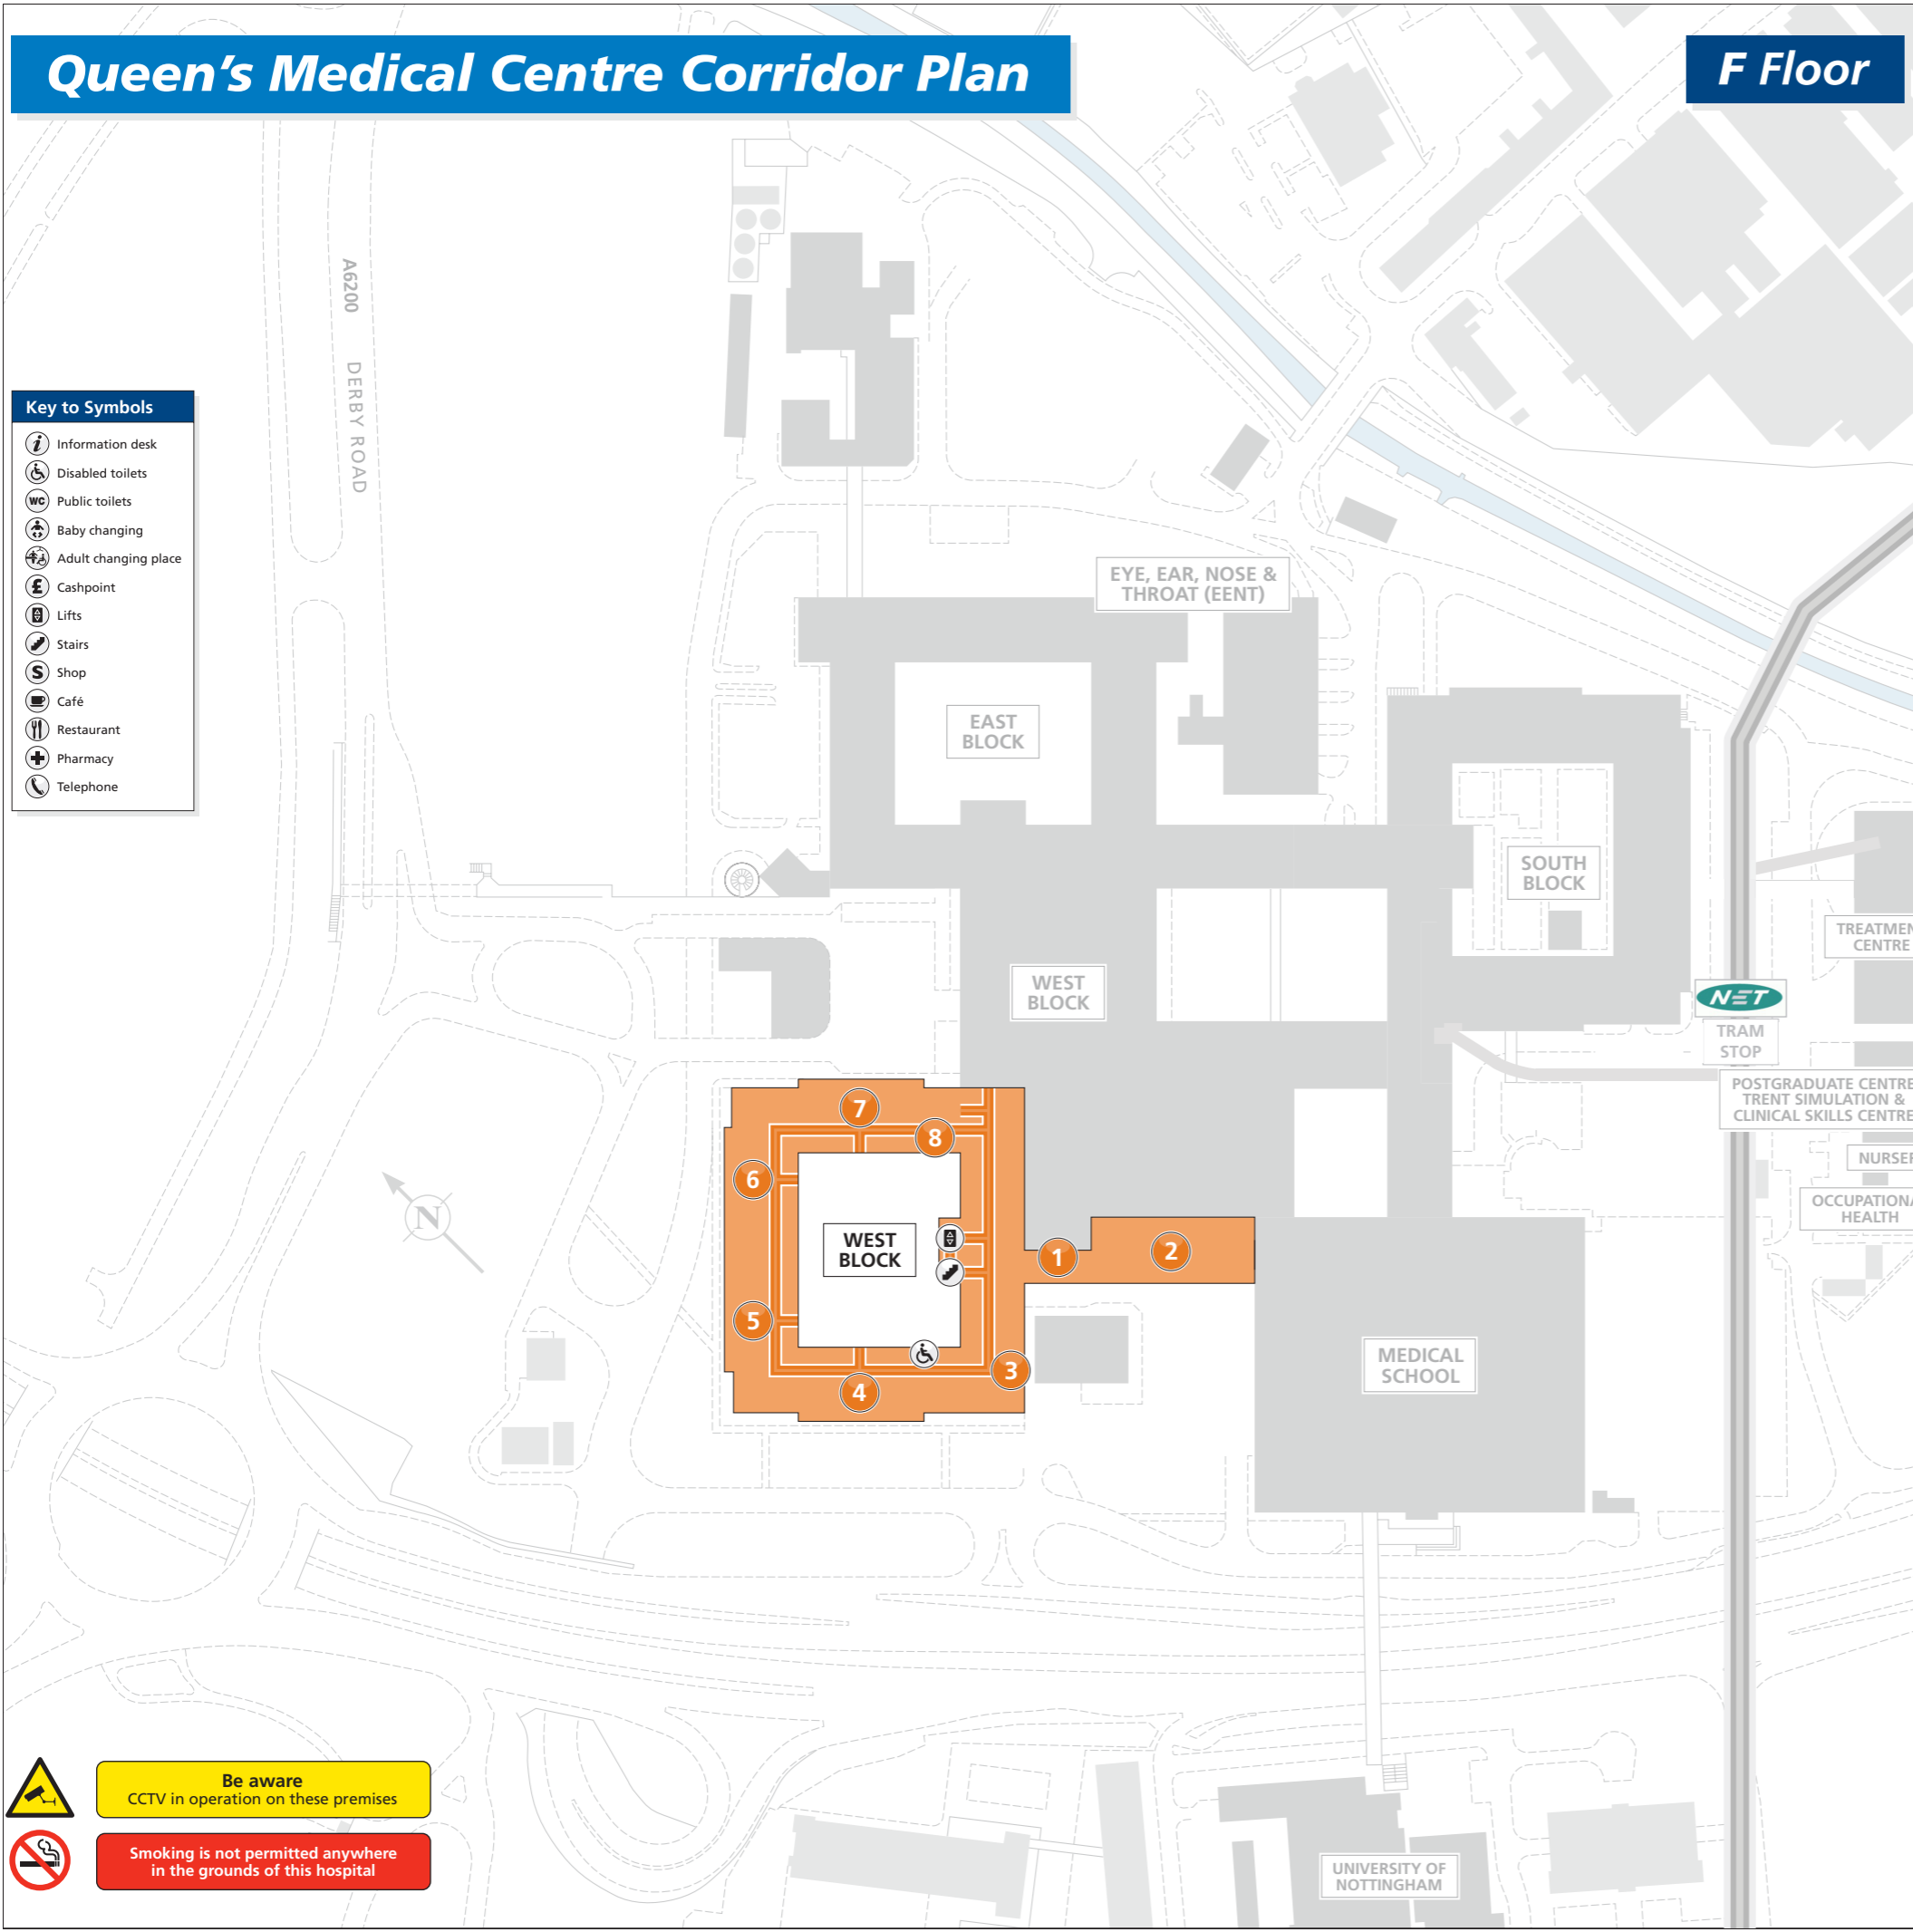 Queen's Medical Centre Corridor Plan
F Floor
A6200
DERBY ROAD
Key to Symbols
i Information desk
Disabled toilets
WC Public toilets
Baby changing
Adult changing place
£ Cashpoint
Lifts
Stairs
S Shop
Café
Restaurant
Pharmacy
Telephone
EYE, EAR, NOSE &
THROAT (EENT)
EAST
BLOCK
SOUTH
BLOCK
WEST
BLOCK
TREATMEN
CENTRE
NET
TRAM
STOP
POSTGRADUATE CENTRE
TRENT SIMULATION &
CLINICAL SKILLS CENTRE
NURSER
OCCUPATIONA
HEALTH
7
8
6
N
WEST
BLOCK
1
2
5
3
4
MEDICAL
SCHOOL
Be aware
CCTV in operation on these premises
Smoking is not permitted anywhere
in the grounds of this hospital
UNIVERSITY OF
NOTTINGHAM